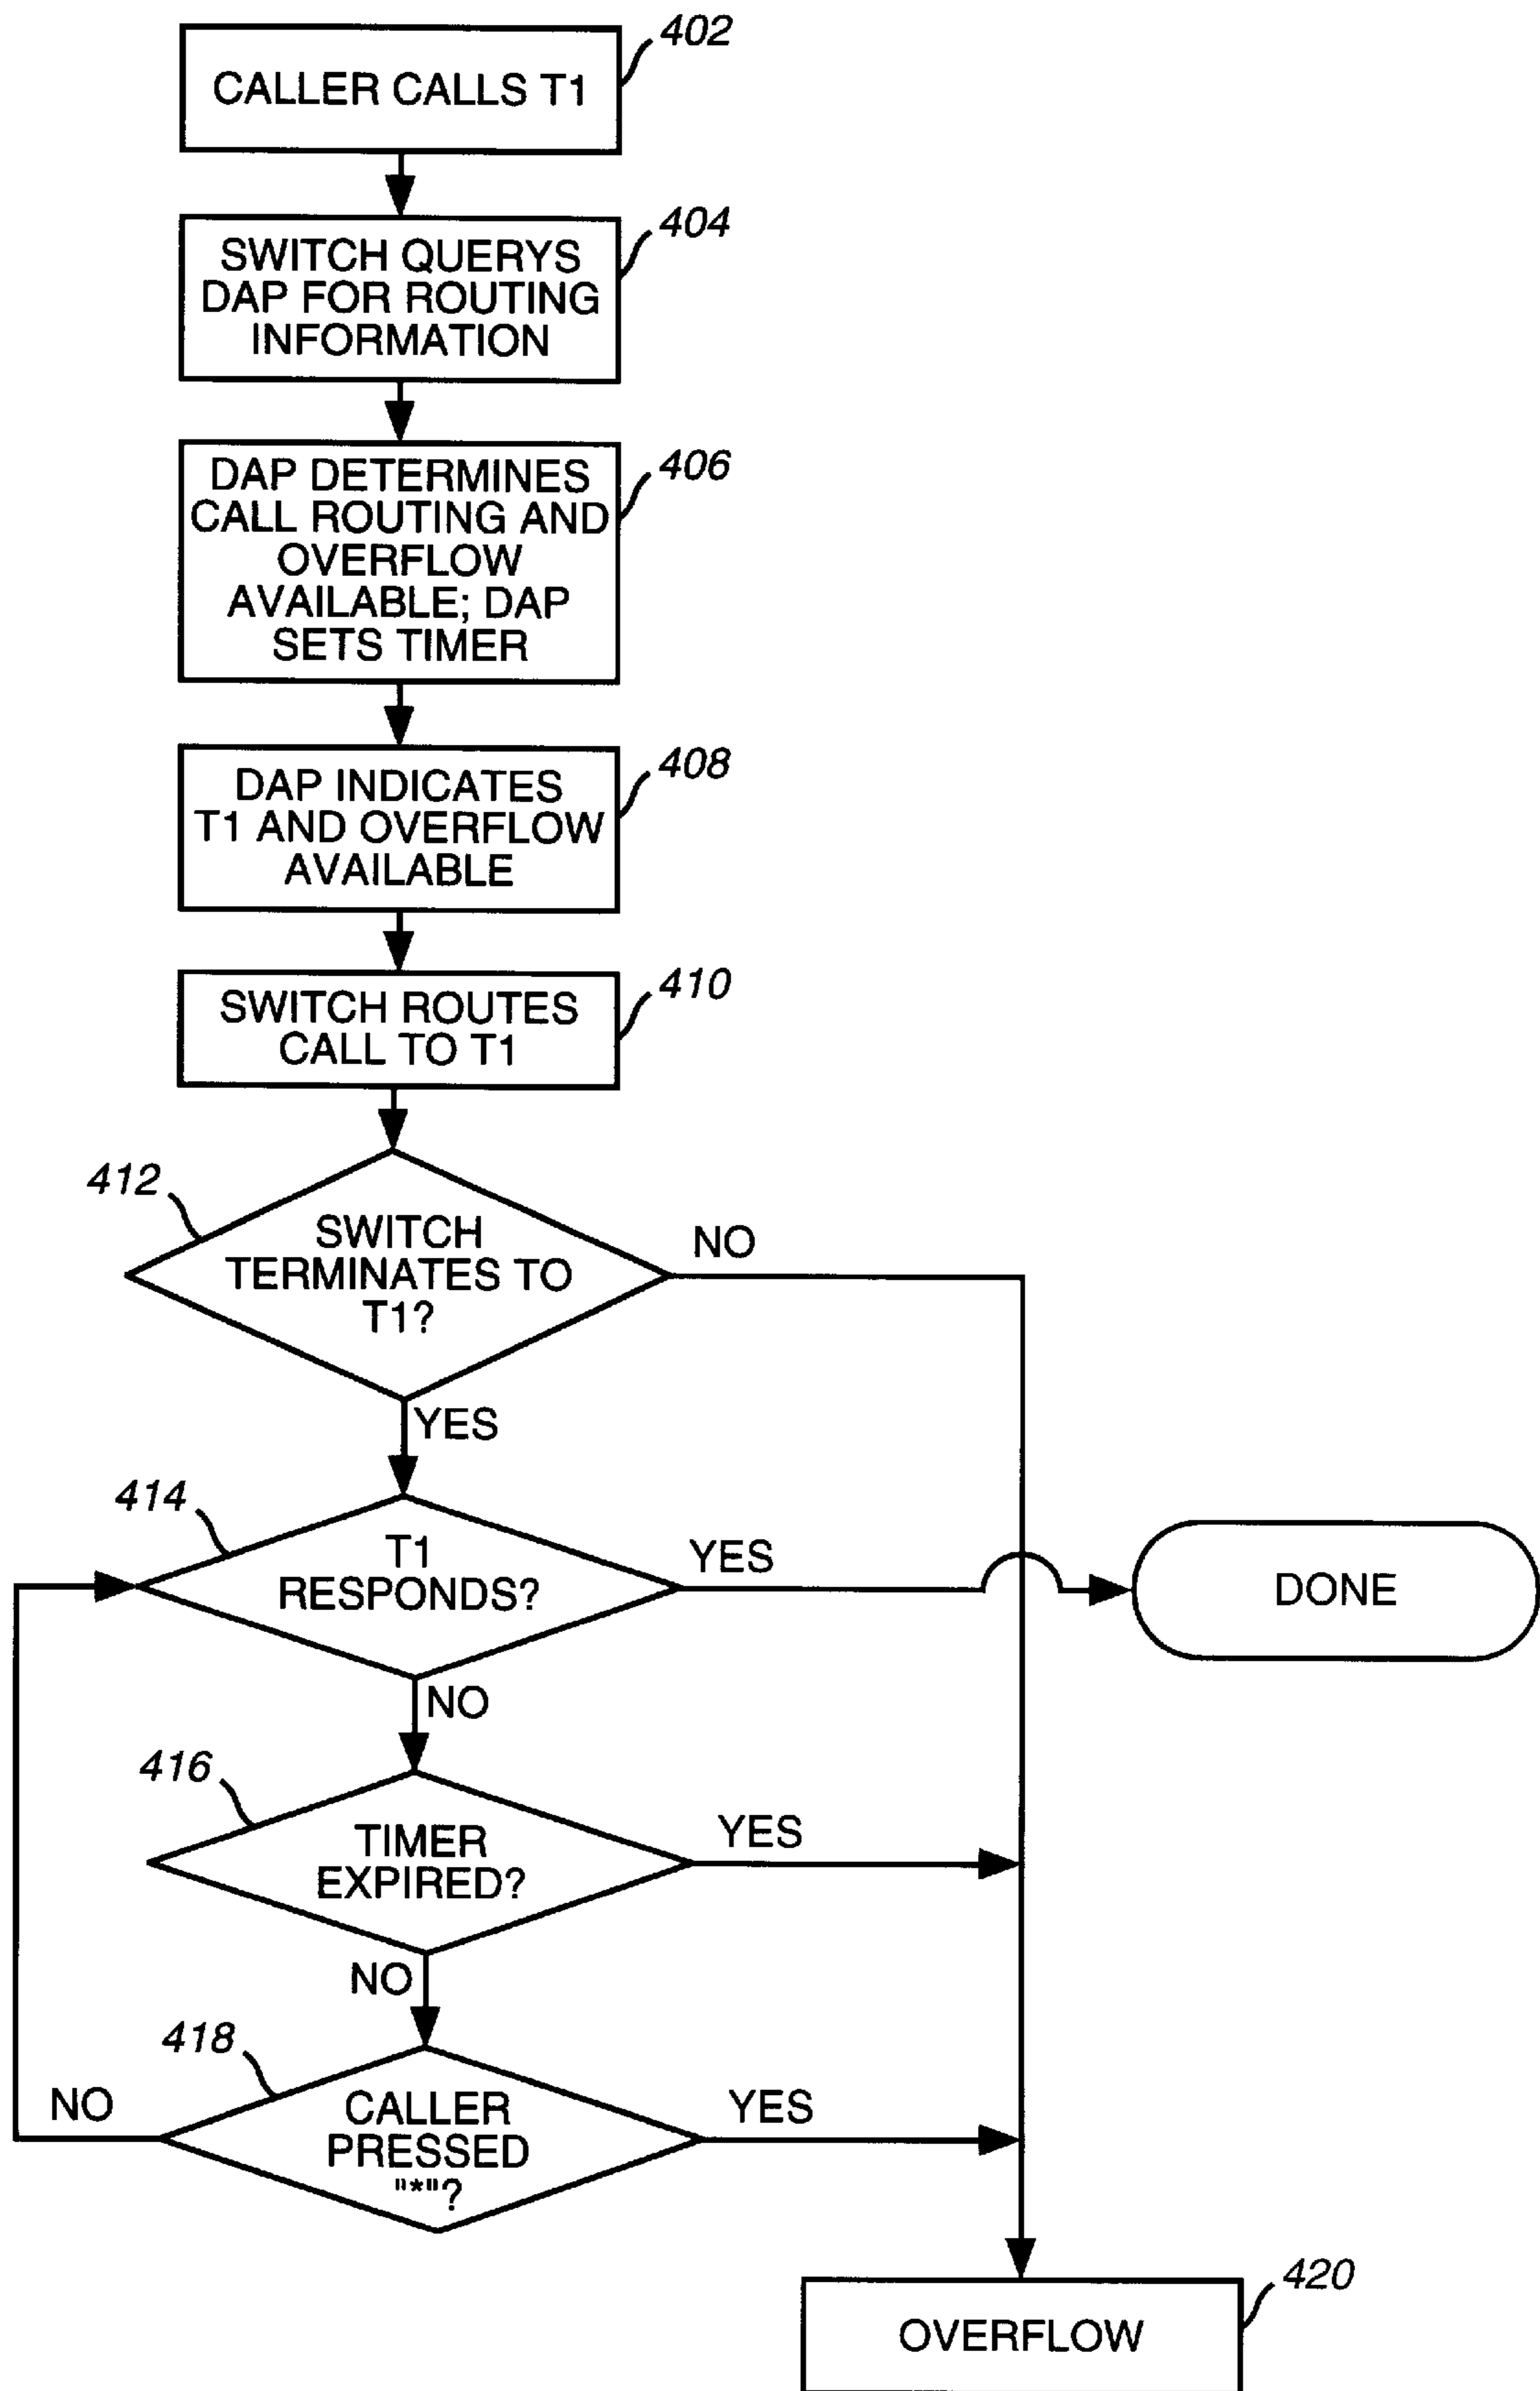 402
CALLER CALLS T1
404
SWITCH QUERYS
DAP FOR ROUTING
INFORMATION
406
DAP DETERMINES
CALL ROUTING AND
OVERFLOW
AVAILABLE; DAP
SETS TIMER
408
DAP INDICATES
T1 AND OVERFLOW
AVAILABLE
410
SWITCH ROUTES
CALL TO T1
412
SWITCH
TERMINATES TO
T1?
NO
YES
414
T1
RESPONDS?
YES
DONE
NO
416
TIMER
EXPIRED?
YES
NO
418
CALLER
PRESSED
"*"?
NO
YES
420
OVERFLOW